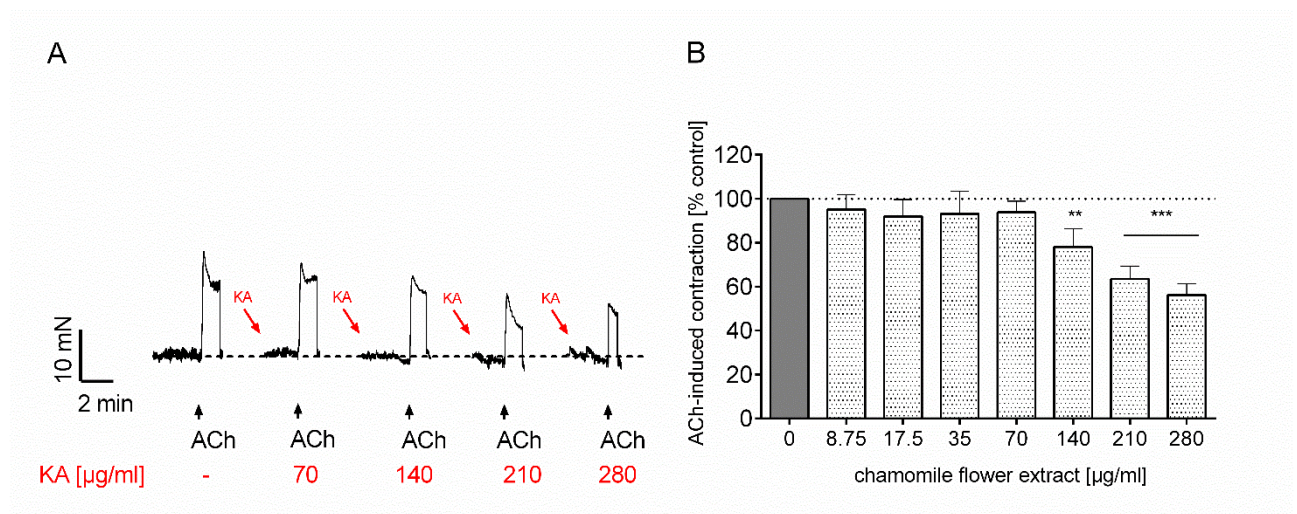 A
KA
KA
KA
KA
10 mN
2 min
ACh
ACh
ACh
ACh
ACh
KA [µg/ml]
-
70
140
210
280
B
ACh-induced contraction [% control]
120
100
80
60
40
20
0
**
***
0
8.75
17.5
35
70
140
210
280
chamomile flower extract [µg/ml]